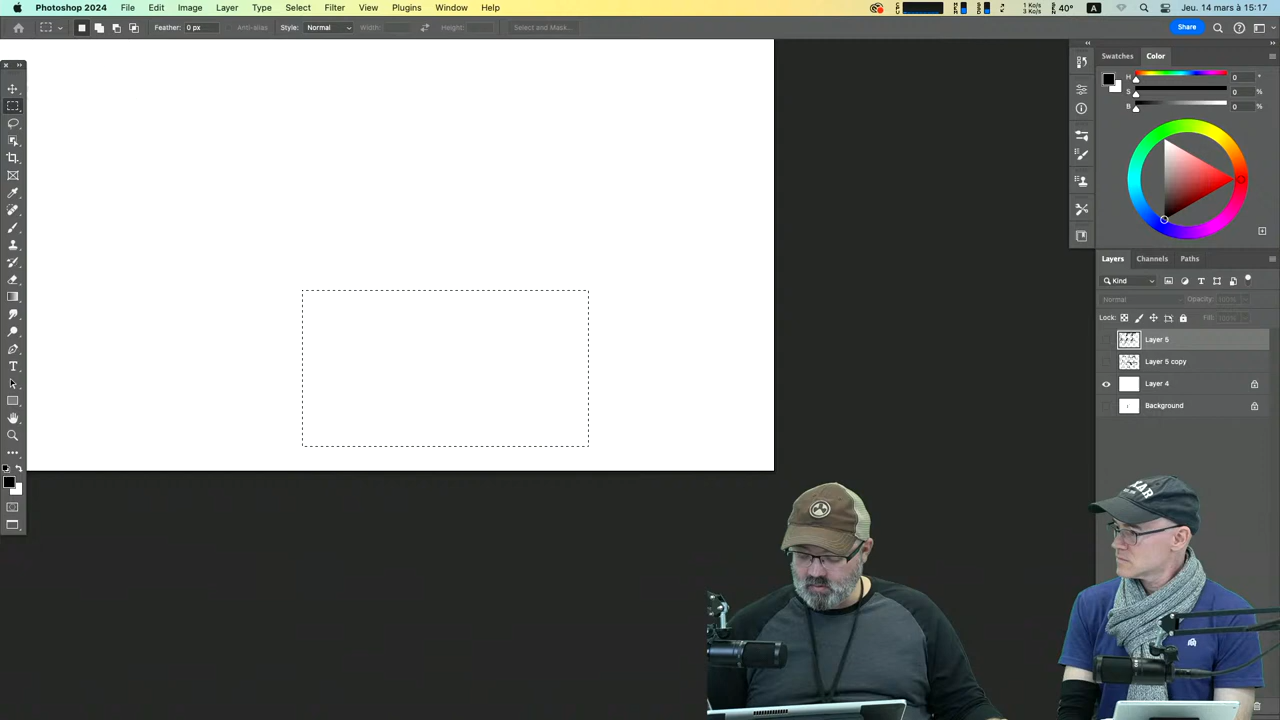 Photoshop 2024 File Edit Image Layer Type Select Filter Plugins View Window Help 40° A Jeu. 14 mars à 15:17
Feather: 0 px Anti-alias Style: Normal Width: Height: Select and Mask... Share
Swatches Color
H 0 °
S 0 %
B 0 %
Layers Channels Paths
Kind
Normal Opacity: 100%
Lock: Fill: 100%
Layer 5
Layer 5 copy
Layer 4
Background